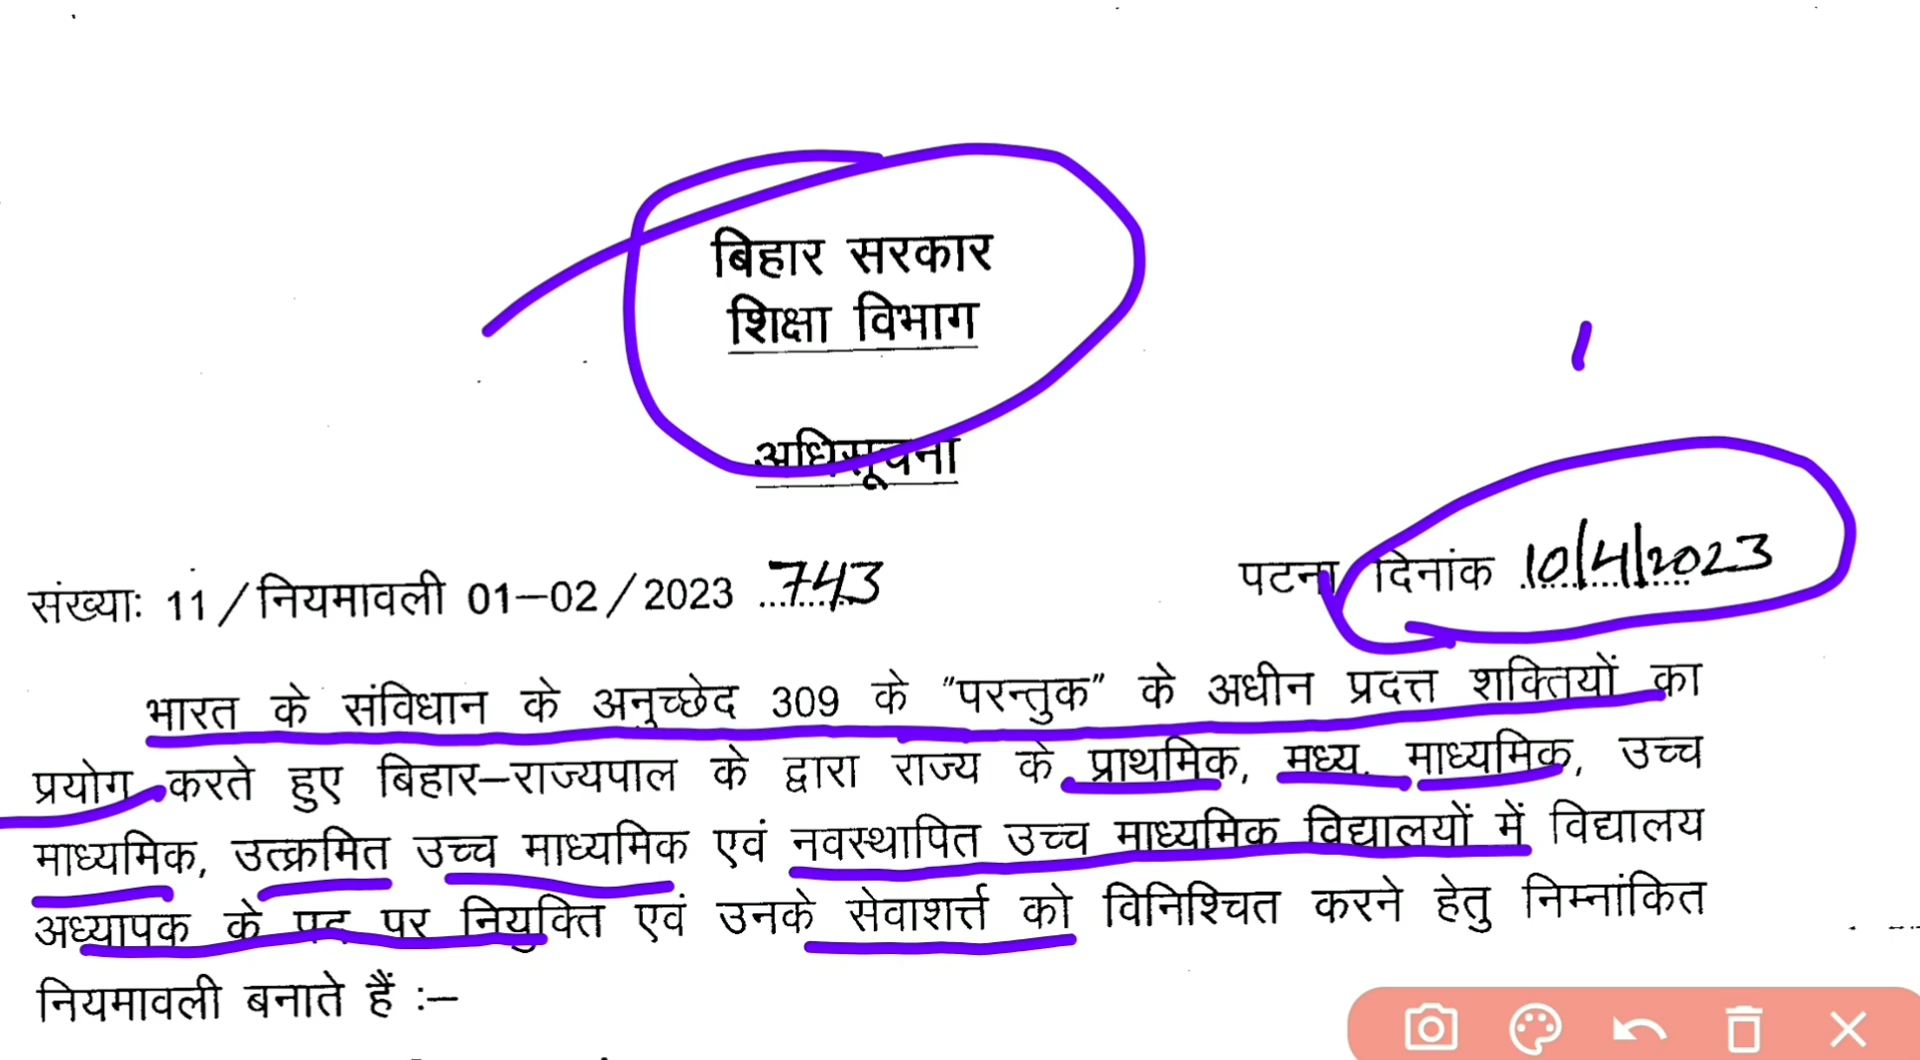 बिहार सरकार
शिक्षा विभाग
अधिसूचना
संख्याः 11/नियमावली 01–02/2023 ..743.. पटना दिनांक 10/4/2023
भारत के संविधान के अनुच्छेद 309 के "परन्तुक" के अधीन प्रदत्त शक्तियों का
प्रयोग करते हुए बिहार–राज्यपाल के द्वारा राज्य के प्राथमिक, मध्य, माध्यमिक, उच्च
माध्यमिक, उत्क्रमित उच्च माध्यमिक एवं नवस्थापित उच्च माध्यमिक विद्यालयों में विद्यालय
अध्यापक के पद पर नियुक्ति एवं उनके सेवाशर्त्त को विनिश्चित करने हेतु निम्नांकित
नियमावली बनाते हैं :–